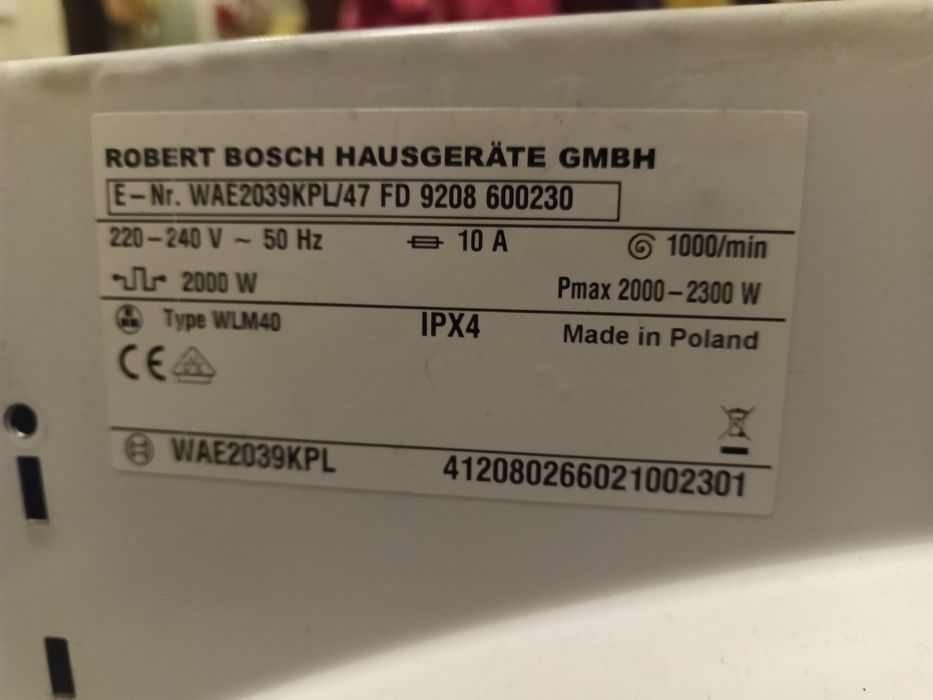 ROBERT BOSCH HAUSGERÄTE GMBH
E-Nr. WAE2039KPL/47 FD 9208 600230
220-240 V ~ 50 Hz 10 A 1000/min
2000 W Pmax 2000-2300 W
Type WLM40 IPX4 Made in Poland
CE
WAE2039KPL 412080266021002301